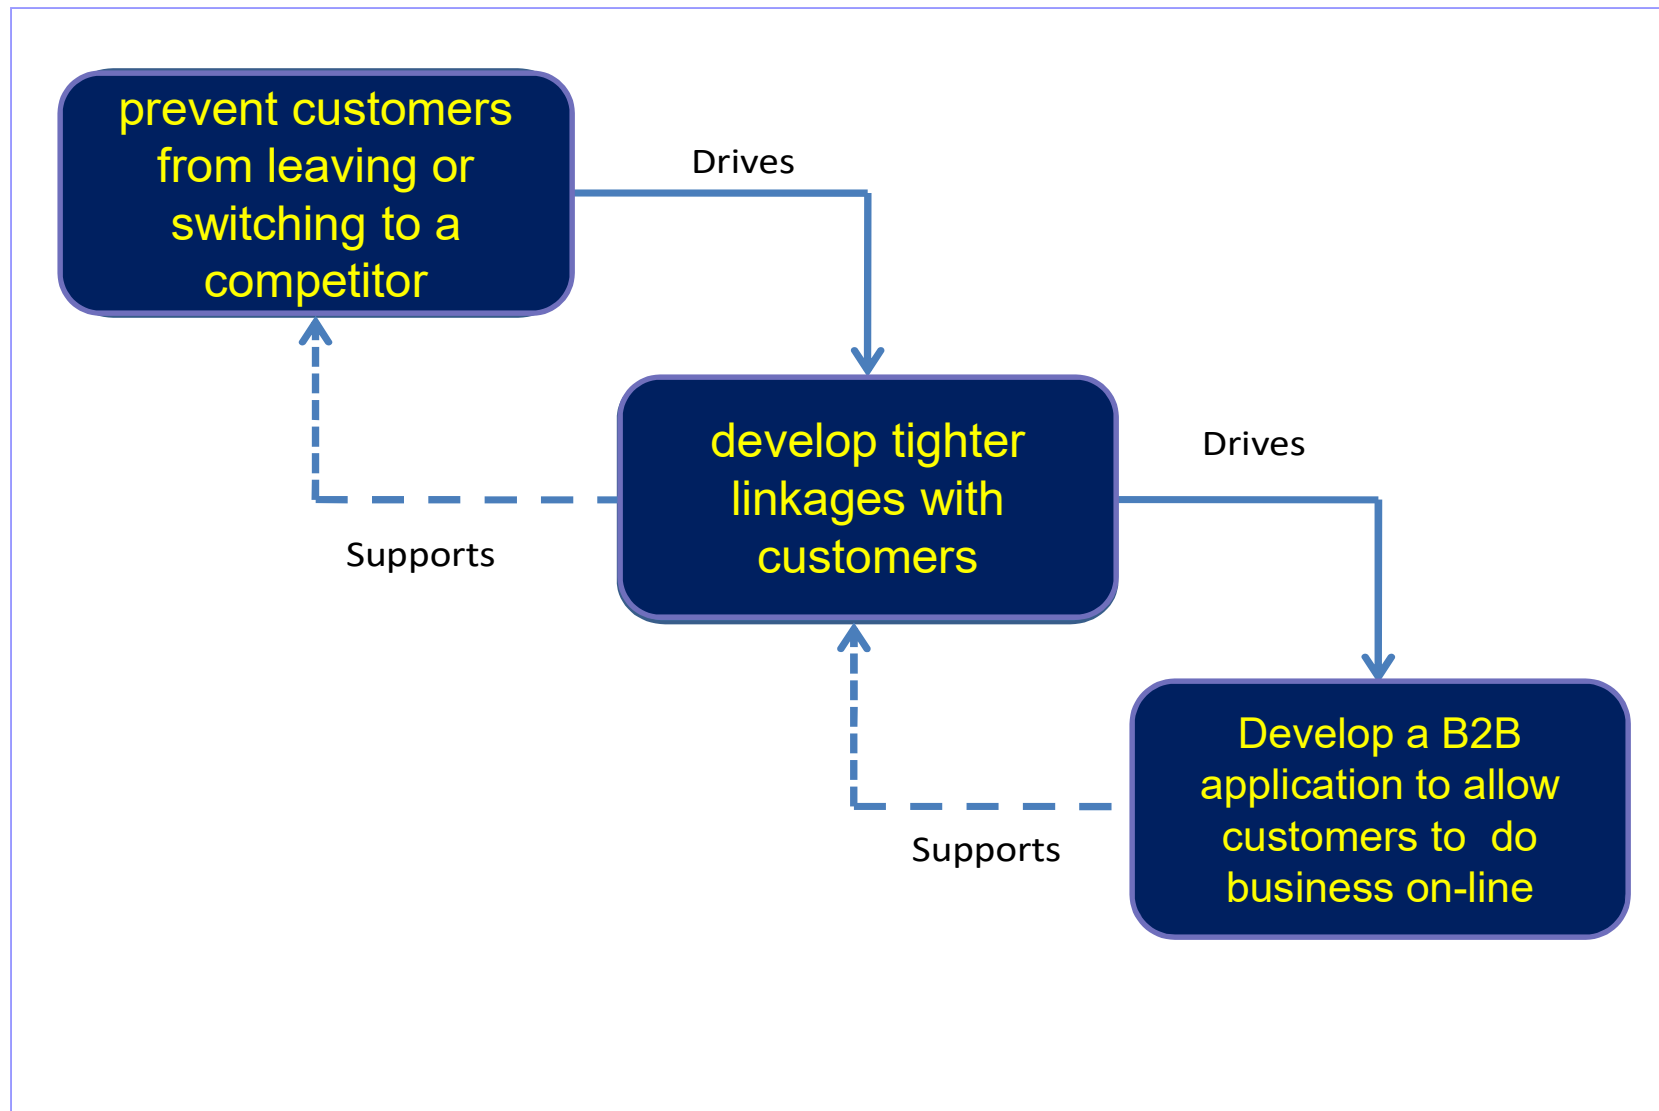 prevent customers
from leaving or
switching to a
competitor
Drives
develop tighter
linkages with
customers
Drives
Supports
Develop a B2B
application to allow
customers to  do
business on-line
Supports